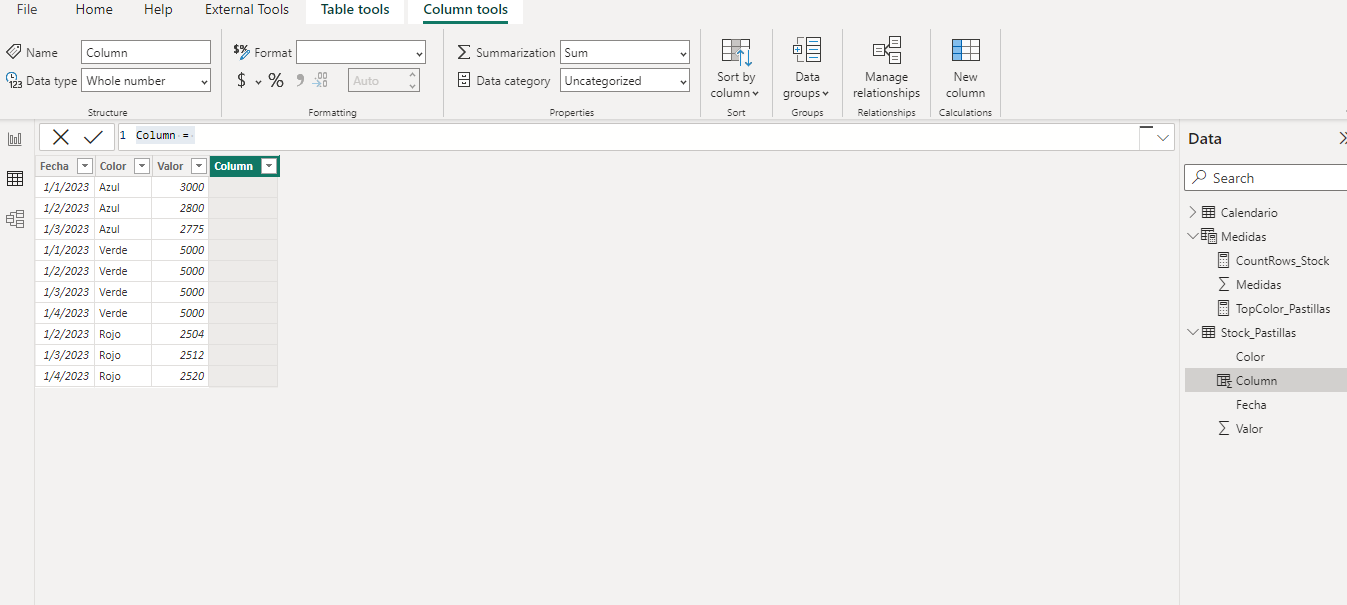 File Home Help External Tools Table tools Column tools
Name Column
Data type Whole number
Structure
$% Format
$ % 9 .00 Auto
Formatting
Summarization Sum
Data category Uncategorized
Properties
Sort by
column
Sort
Data
groups
Groups
Manage
relationships
Relationships
New
column
Calculations
1 Column =
Fecha Color Valor Column
1/1/2023 Azul 3000
1/2/2023 Azul 2800
1/3/2023 Azul 2775
1/1/2023 Verde 5000
1/2/2023 Verde 5000
1/3/2023 Verde 5000
1/4/2023 Verde 5000
1/2/2023 Rojo 2504
1/3/2023 Rojo 2512
1/4/2023 Rojo 2520
Data
Search
Calendario
Medidas
CountRows_Stock
Medidas
TopColor_Pastillas
Stock_Pastillas
Color
Column
Fecha
Valor